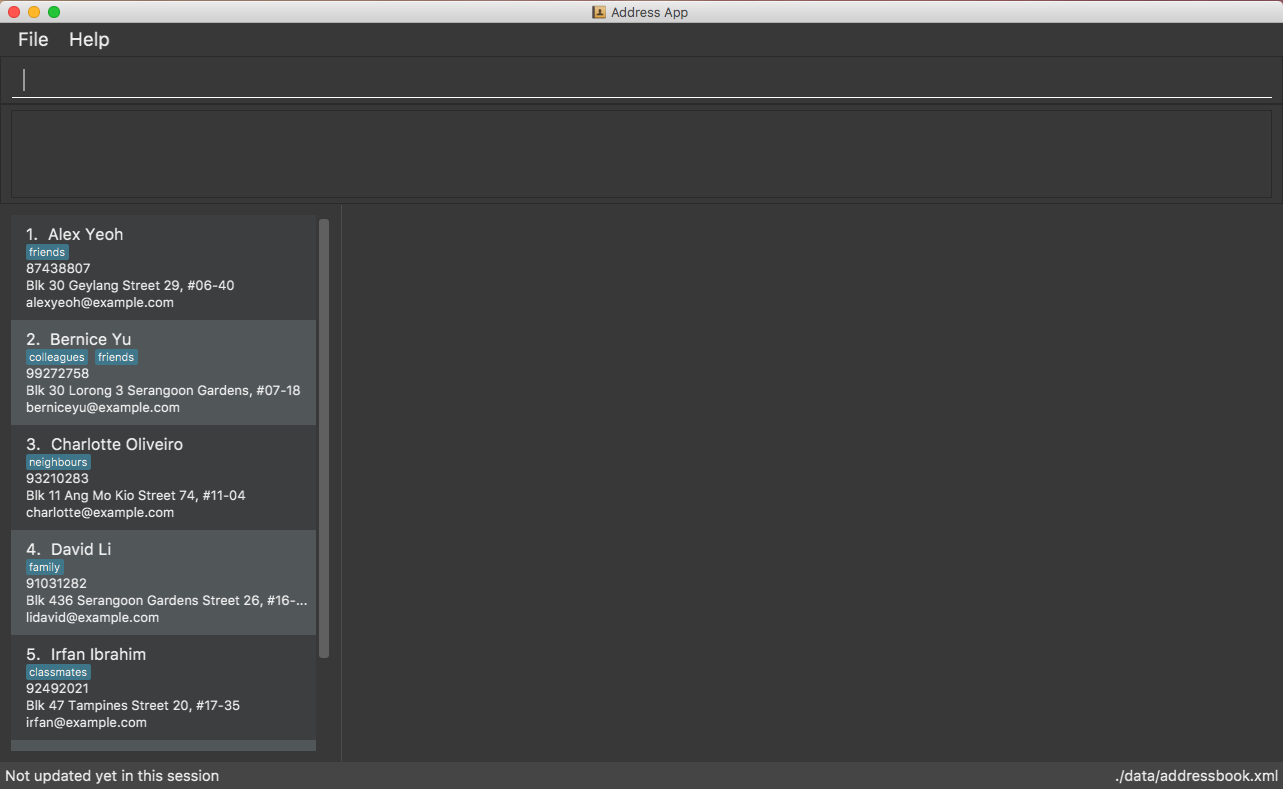 Address App
File Help
1. Alex Yeoh
friends
87438807
Blk 30 Geylang Street 29, #06-40
alexyeoh@example.com
2. Bernice Yu
colleagues friends
99272758
Blk 30 Lorong 3 Serangoon Gardens, #07-18
berniceyu@example.com
3. Charlotte Oliveiro
neighbours
93210283
Blk 11 Ang Mo Kio Street 74, #11-04
charlotte@example.com
4. David Li
family
91031282
Blk 436 Serangoon Gardens Street 26, #16-...
lidavid@example.com
5. Irfan Ibrahim
classmates
92492021
Blk 47 Tampines Street 20, #17-35
irfan@example.com
Not updated yet in this session ./data/addressbook.xml